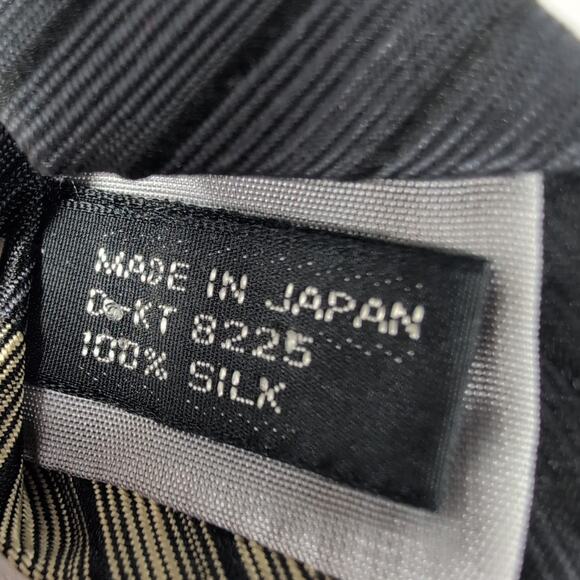 MADE IN JAPAN
KT 8225
100% SILK